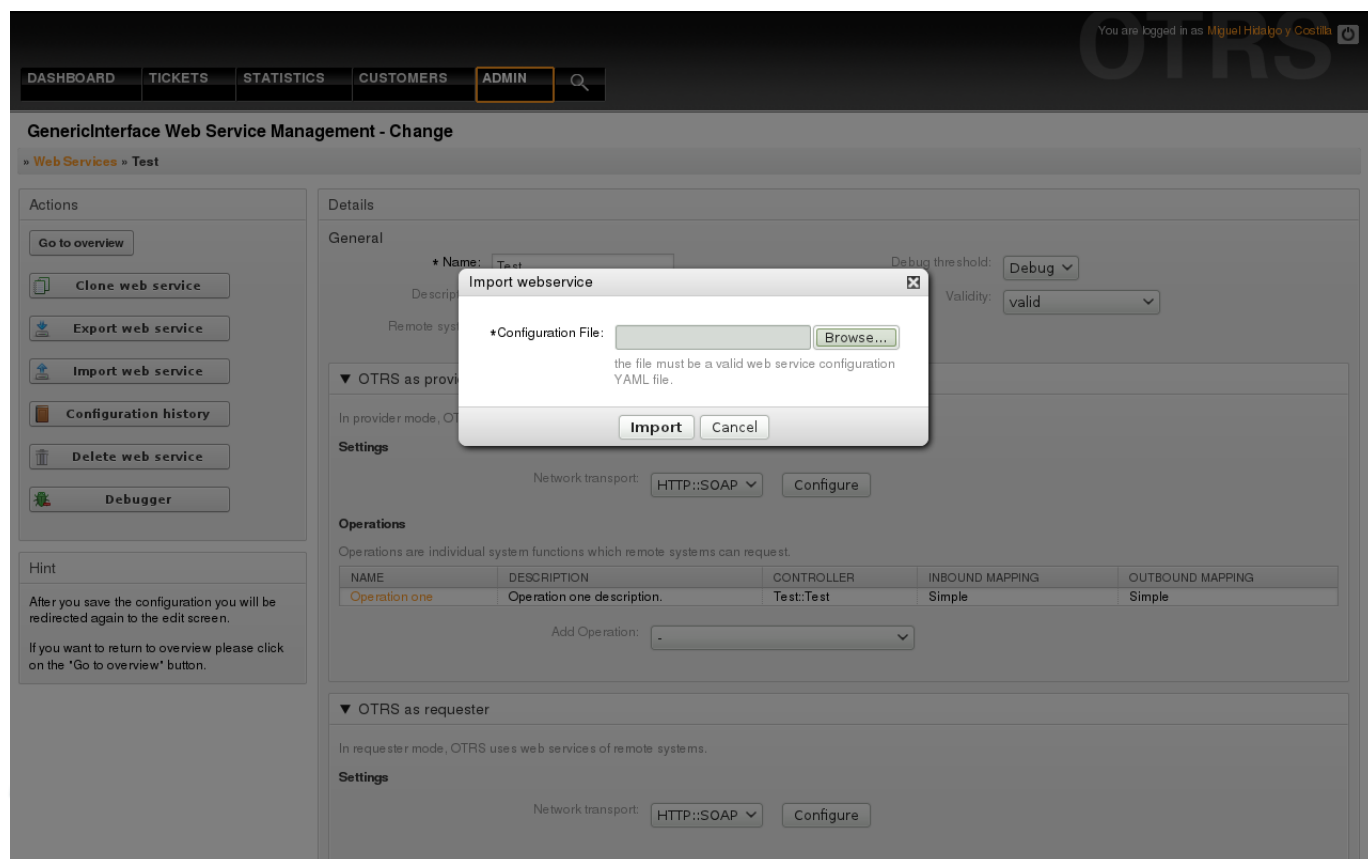 OTRS
You are logged in as Miguel Hidalgo y Costilla
DASHBOARD TICKETS STATISTICS CUSTOMERS ADMIN
GenericInterface Web Service Management - Change
» Web Services » Test
Actions
Go to overview
Clone web service
Export web service
Import web service
Configuration history
Delete web service
Debugger
Hint
After you save the configuration you will be
redirected again to the edit screen.
If you want to return to overview please click
on the "Go to overview" button.
Details
General
* Name: Test
Debug threshold: Debug
Descrip
Validity: valid
Remote sys
Import webservice
*Configuration File: Browse...
the file must be a valid web service configuration
YAML file.
Import Cancel
▼ OTRS as provi
In provider mode, OT
Settings
Network transport: HTTP::SOAP Configure
Operations
Operations are individual system functions which remote systems can request.
NAME DESCRIPTION CONTROLLER INBOUND MAPPING OUTBOUND MAPPING
Operation one Operation one description. Test::Test Simple Simple
Add Operation: -
▼ OTRS as requester
In requester mode, OTRS uses web services of remote systems.
Settings
Network transport: HTTP::SOAP Configure